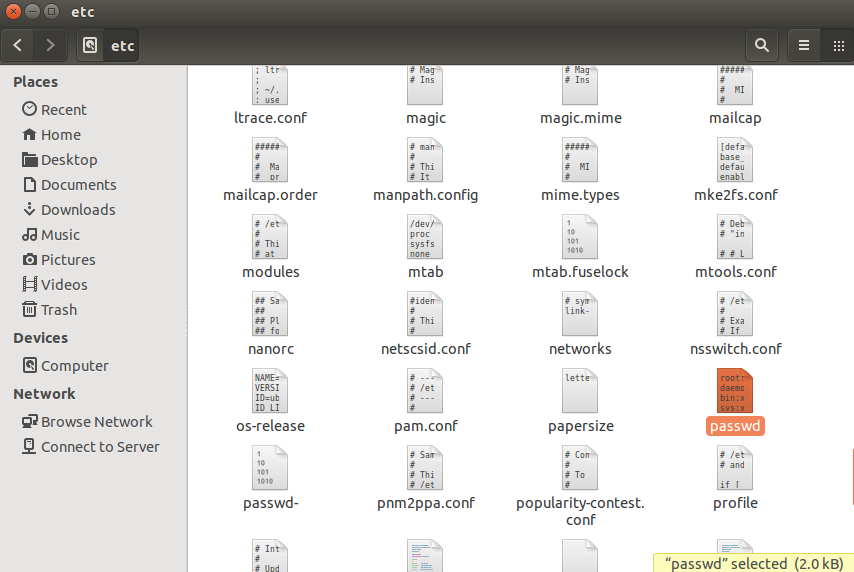 etc
etc
Places
Recent
Home
Desktop
Documents
Downloads
Music
Pictures
Videos
Trash
Devices
Computer
Network
Browse Network
Connect to Server
; ltr
;
; ~/.
; use
# Mag
# Ins
# Mag
# Ins
#####
# MI
#
ltrace.conf magic magic.mime mailcap
#####
#
# Ma
# pr
# man
#
# Thi
# It
#####
#
# MI
#
[defa
base_
defau
enabl
mailcap.order manpath.config mime.types mke2fs.conf
# /et
#
# Thi
# at
/dev/
proc
sysfs
none
1
10
101
1010
# Deb
# "in
# # L
modules mtab mtab.fuselock mtools.conf
## Sa
##
## Pl
## fo
#iden
#
# Thi
#
# sym
link-
# /et
#
# Exa
# If
nanorc netscsid.conf networks nsswitch.conf
NAME=
VERSI
ID=ub
ID_LI
# ---
# /et
# ---
#
lette
root:
daemo
bin:x
sys:x
os-release pam.conf papersize passwd
1
10
101
1010
# Sam
#
# Thi
# /et
# Con
#
# To
#
# /et
# and
if [
passwd- pnm2ppa.conf popularity-contest. profile
conf
# Int
#
# Upd
“passwd” selected (2.0 kB)